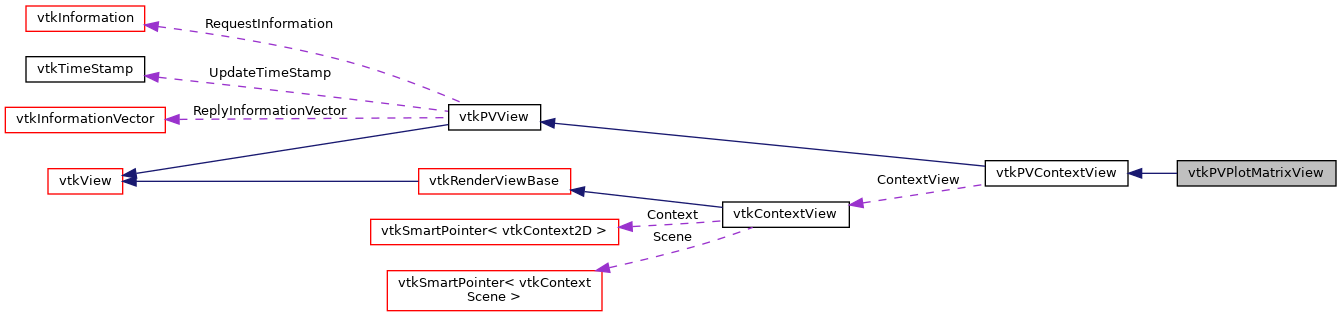 vtkInformation
RequestInformation
vtkTimeStamp
UpdateTimeStamp
vtkInformationVector
ReplyInformationVector
vtkPVView
vtkView
vtkRenderViewBase
ContextView
vtkPVContextView
vtkPVPlotMatrixView
vtkSmartPointer< vtkContext2D >
Context
vtkContextView
Scene
vtkSmartPointer< vtkContext
Scene >